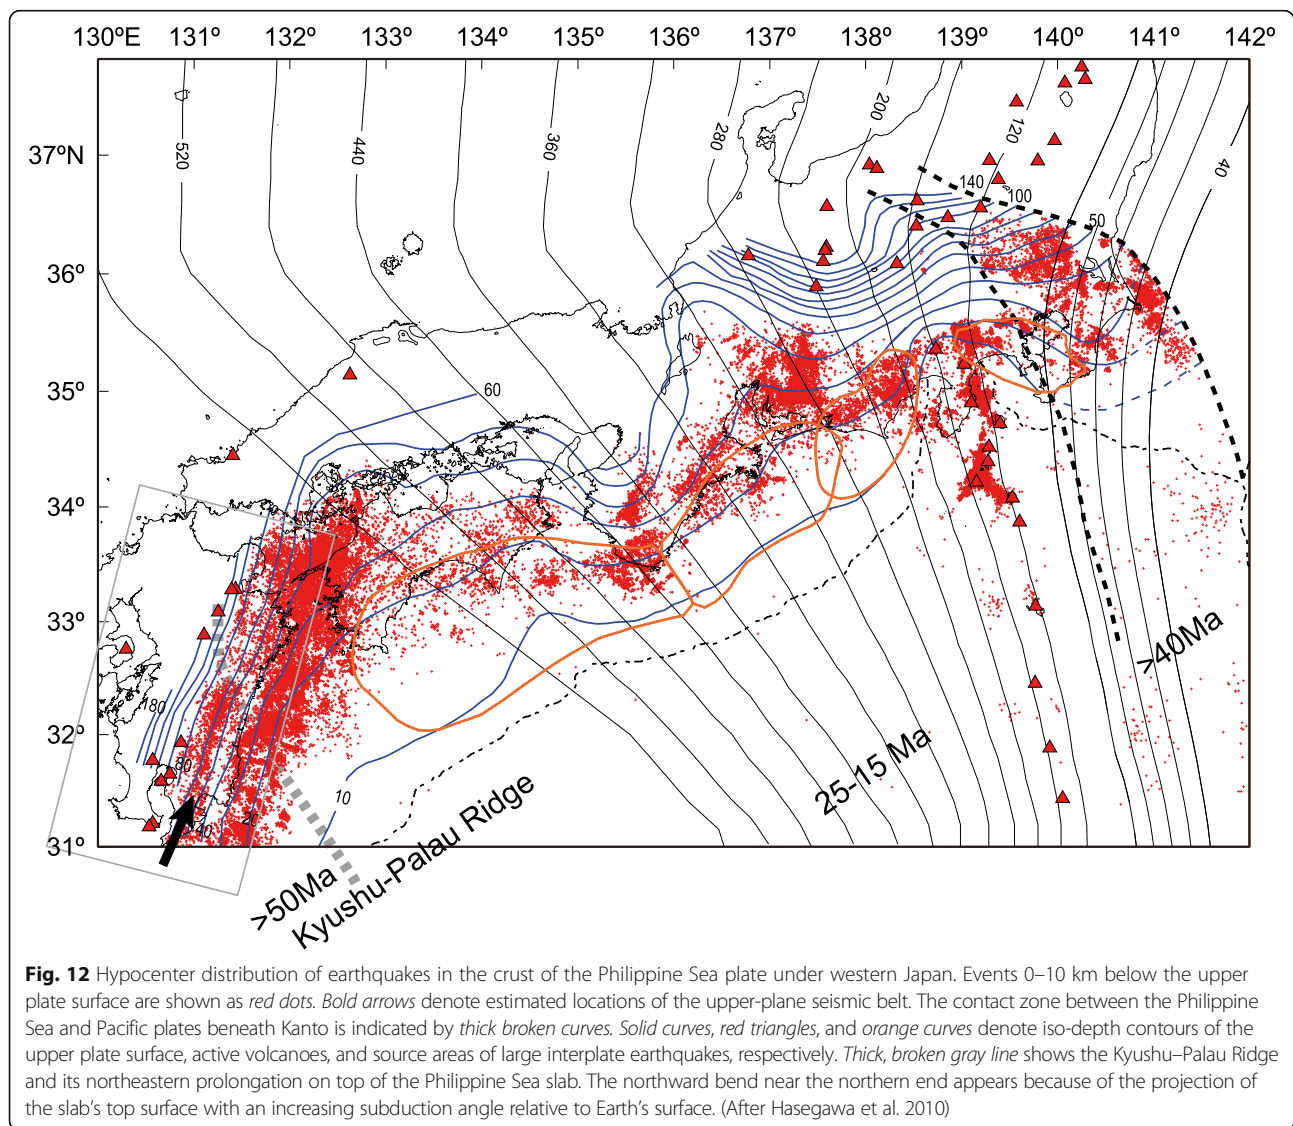 130ºE 131º 132º 133º 134º 135º 136º 137º 138º 139º 140º 141º 142º
37ºN
36º
35º
34º
33º
32º
31º
520
440
360
280
200
120
40
140
100
50
60
180
80
40
20
10
>40Ma
25-15 Ma
>50Ma
Kyushu-Palau Ridge
Fig. 12 Hypocenter distribution of earthquakes in the crust of the Philippine Sea plate under western Japan. Events 0–10 km below the upper
plate surface are shown as red dots. Bold arrows denote estimated locations of the upper-plane seismic belt. The contact zone between the Philippine
Sea and Pacific plates beneath Kanto is indicated by thick broken curves. Solid curves, red triangles, and orange curves denote iso-depth contours of the
upper plate surface, active volcanoes, and source areas of large interplate earthquakes, respectively. Thick, broken gray line shows the Kyushu–Palau Ridge
and its northeastern prolongation on top of the Philippine Sea slab. The northward bend near the northern end appears because of the projection of
the slab's top surface with an increasing subduction angle relative to Earth's surface. (After Hasegawa et al. 2010)